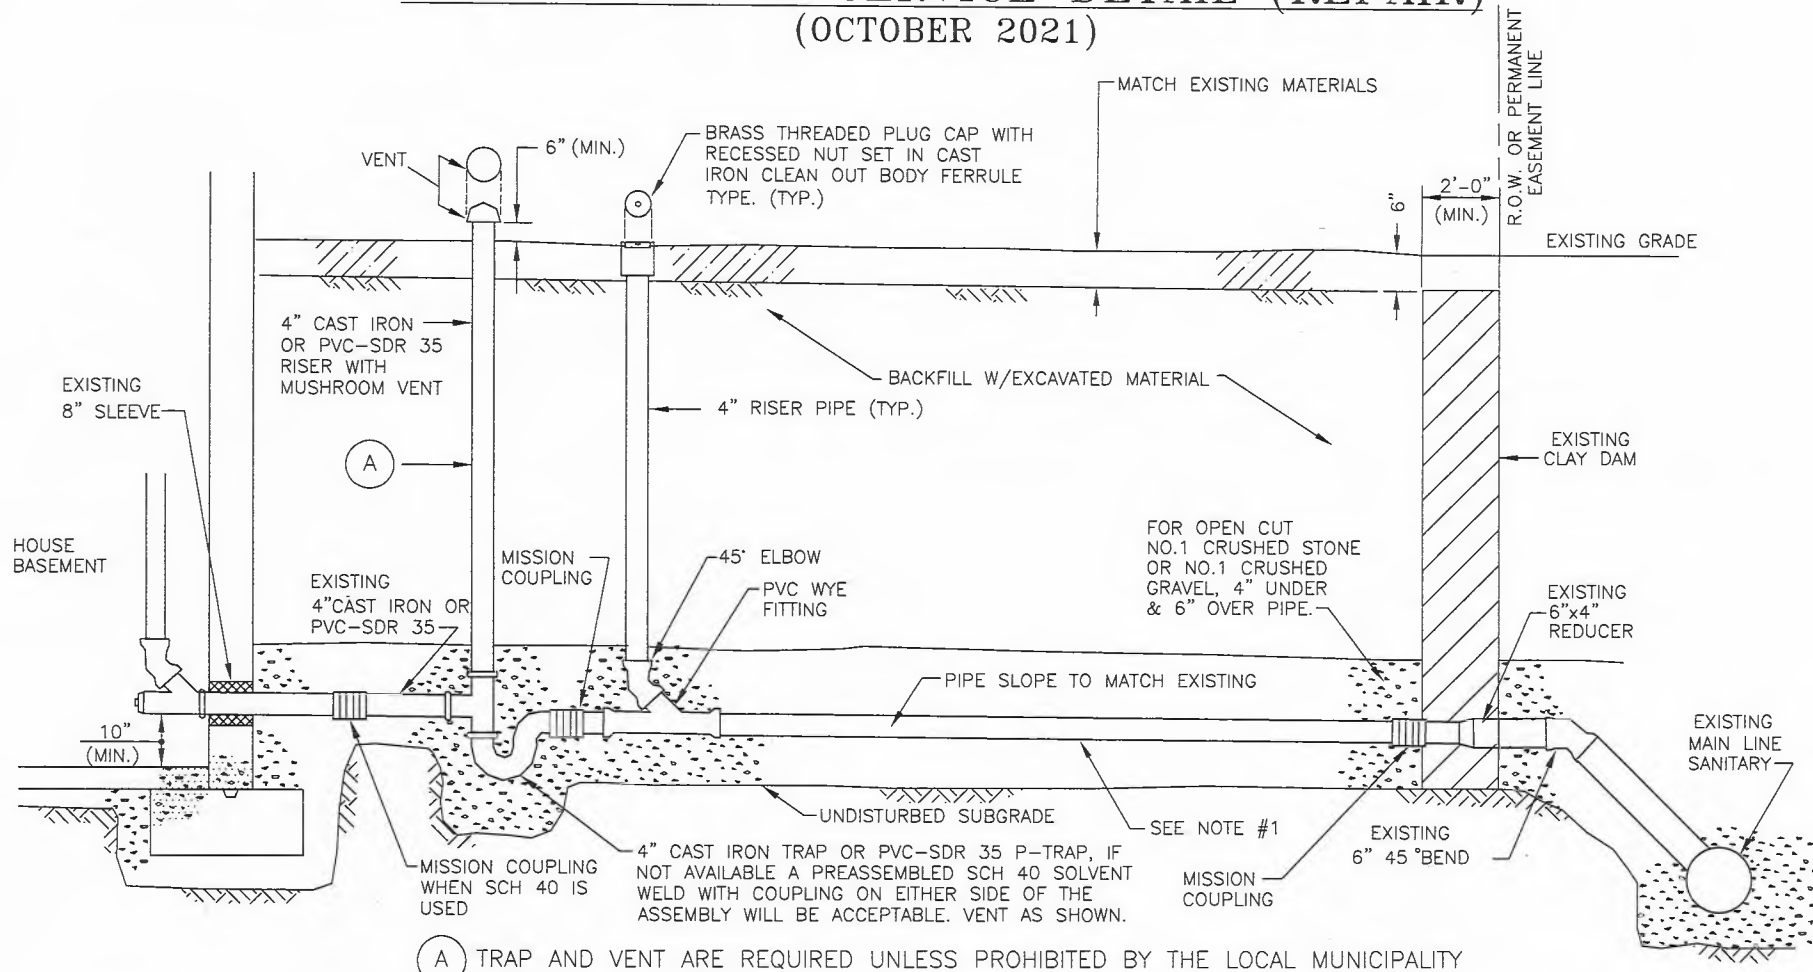 SERVICE DETAIL (REPAIR)
(OCTOBER 2021)
R.O.W. OR PERMANENT
EASEMENT LINE
MATCH EXISTING MATERIALS
BRASS THREADED PLUG CAP WITH
RECESSED NUT SET IN CAST
IRON CLEAN OUT BODY FERRULE
TYPE. (TYP.)
6" (MIN.)
VENT
6"
2'-0"
(MIN.)
EXISTING GRADE
4" CAST IRON
OR PVC-SDR 35
RISER WITH
MUSHROOM VENT
EXISTING
8" SLEEVE
BACKFILL W/EXCAVATED MATERIAL
4" RISER PIPE (TYP.)
A
EXISTING
CLAY DAM
HOUSE
BASEMENT
MISSION
COUPLING
45° ELBOW
PVC WYE
FITTING
FOR OPEN CUT
NO.1 CRUSHED STONE
OR NO.1 CRUSHED
GRAVEL, 4" UNDER
& 6" OVER PIPE.
EXISTING
4"CAST IRON OR
PVC-SDR 35
EXISTING
6"x4"
REDUCER
PIPE SLOPE TO MATCH EXISTING
10"
(MIN.)
EXISTING
MAIN LINE
SANITARY
UNDISTURBED SUBGRADE
SEE NOTE #1
EXISTING
6" 45 °BEND
MISSION COUPLING
WHEN SCH 40 IS
USED
4" CAST IRON TRAP OR PVC-SDR 35 P-TRAP, IF
NOT AVAILABLE A PREASSEMBLED SCH 40 SOLVENT
WELD WITH COUPLING ON EITHER SIDE OF THE
ASSEMBLY WILL BE ACCEPTABLE. VENT AS SHOWN.
MISSION
COUPLING
A TRAP AND VENT ARE REQUIRED UNLESS PROHIBITED BY THE LOCAL MUNICIPALITY